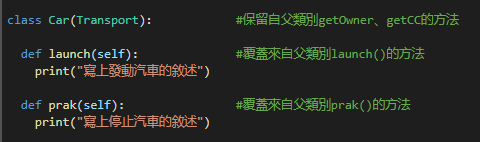 class Car(Transport):            #保留自父類別getOwner、getCC的方法
  def launch(self):              #覆蓋來自父類別launch()的方法
    print("寫上發動汽車的敘述")
  def prak(self):                #覆蓋來自父類別prak()的方法
    print("寫上停止汽車的敘述")